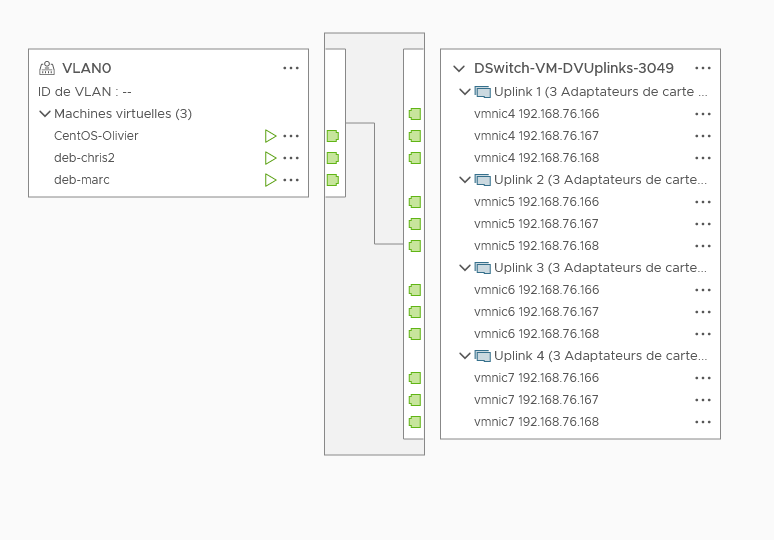 VLAN0
ID de VLAN : --
Machines virtuelles (3)
CentOS-Olivier
deb-chris2
deb-marc
DSwitch-VM-DVUplinks-3049
Uplink 1 (3 Adaptateurs de carte ...
vmnic4 192.168.76.166
vmnic4 192.168.76.167
vmnic4 192.168.76.168
Uplink 2 (3 Adaptateurs de carte...
vmnic5 192.168.76.166
vmnic5 192.168.76.167
vmnic5 192.168.76.168
Uplink 3 (3 Adaptateurs de carte...
vmnic6 192.168.76.166
vmnic6 192.168.76.167
vmnic6 192.168.76.168
Uplink 4 (3 Adaptateurs de carte...
vmnic7 192.168.76.166
vmnic7 192.168.76.167
vmnic7 192.168.76.168